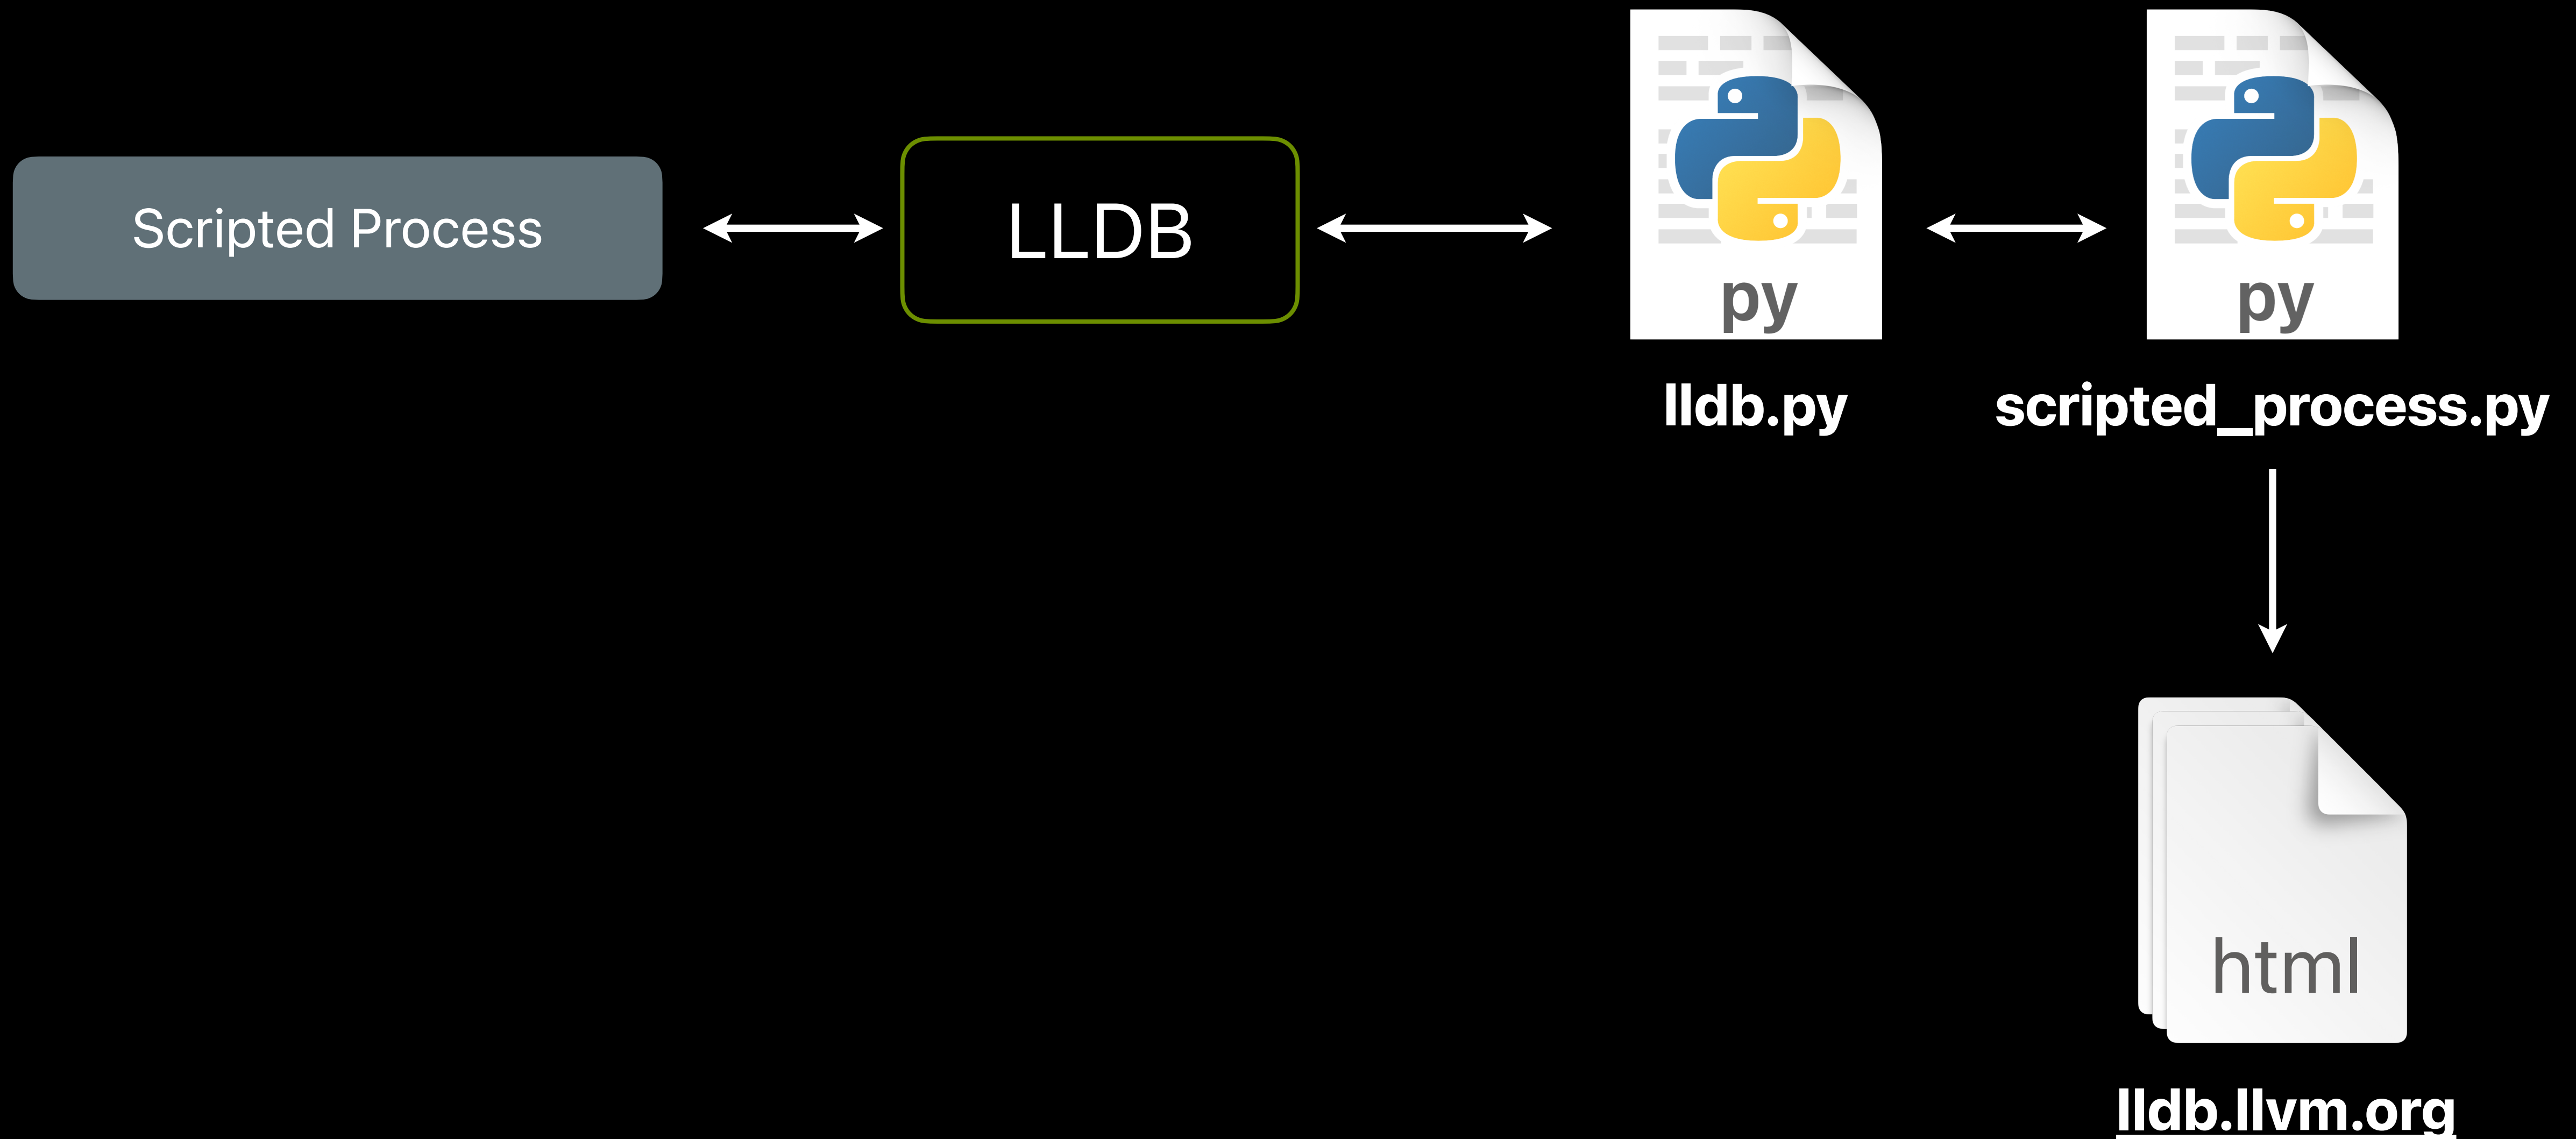 Scripted Process
LLDB
py
py
lldb.py
scripted_process.py
html
lldb.llvm.org